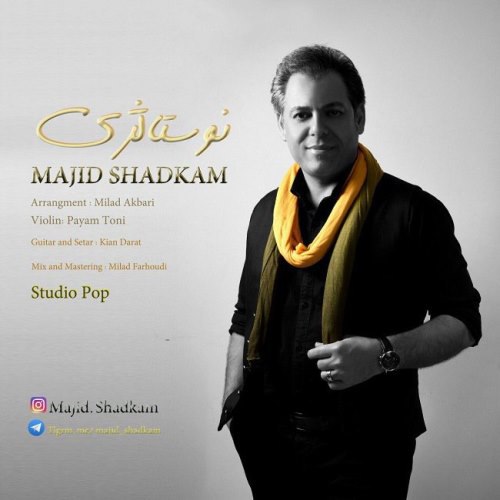 نوستالژی
MAJID SHADKAM
Arrangment : Milad Akbari
Violin: Payam Toni
Guitar and Setar : Kian Darat
Mix and Mastering : Milad Farhoudi
Studio Pop
Majid. Shadkam